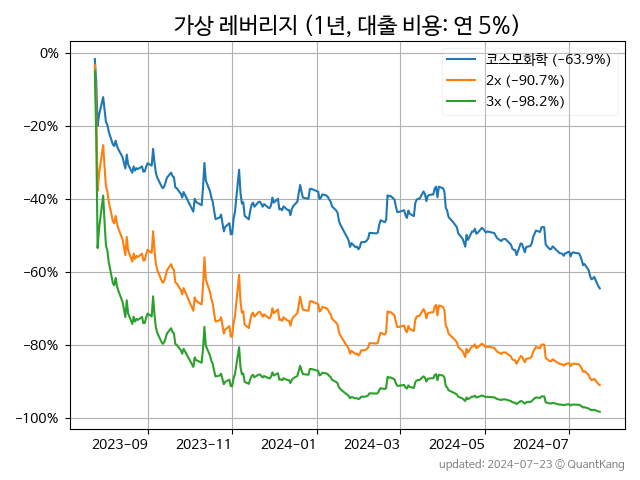 가상 레버리지 (1년, 대출 비용: 연 5%)
코스모화학 (−63.9%)
2x (−90.7%)
3x (−98.2%)
0%
−20%
−40%
−60%
−80%
−100%
2023-09 2023-11 2024-01 2024-03 2024-05 2024-07
updated: 2024-07-23 © QuantKang